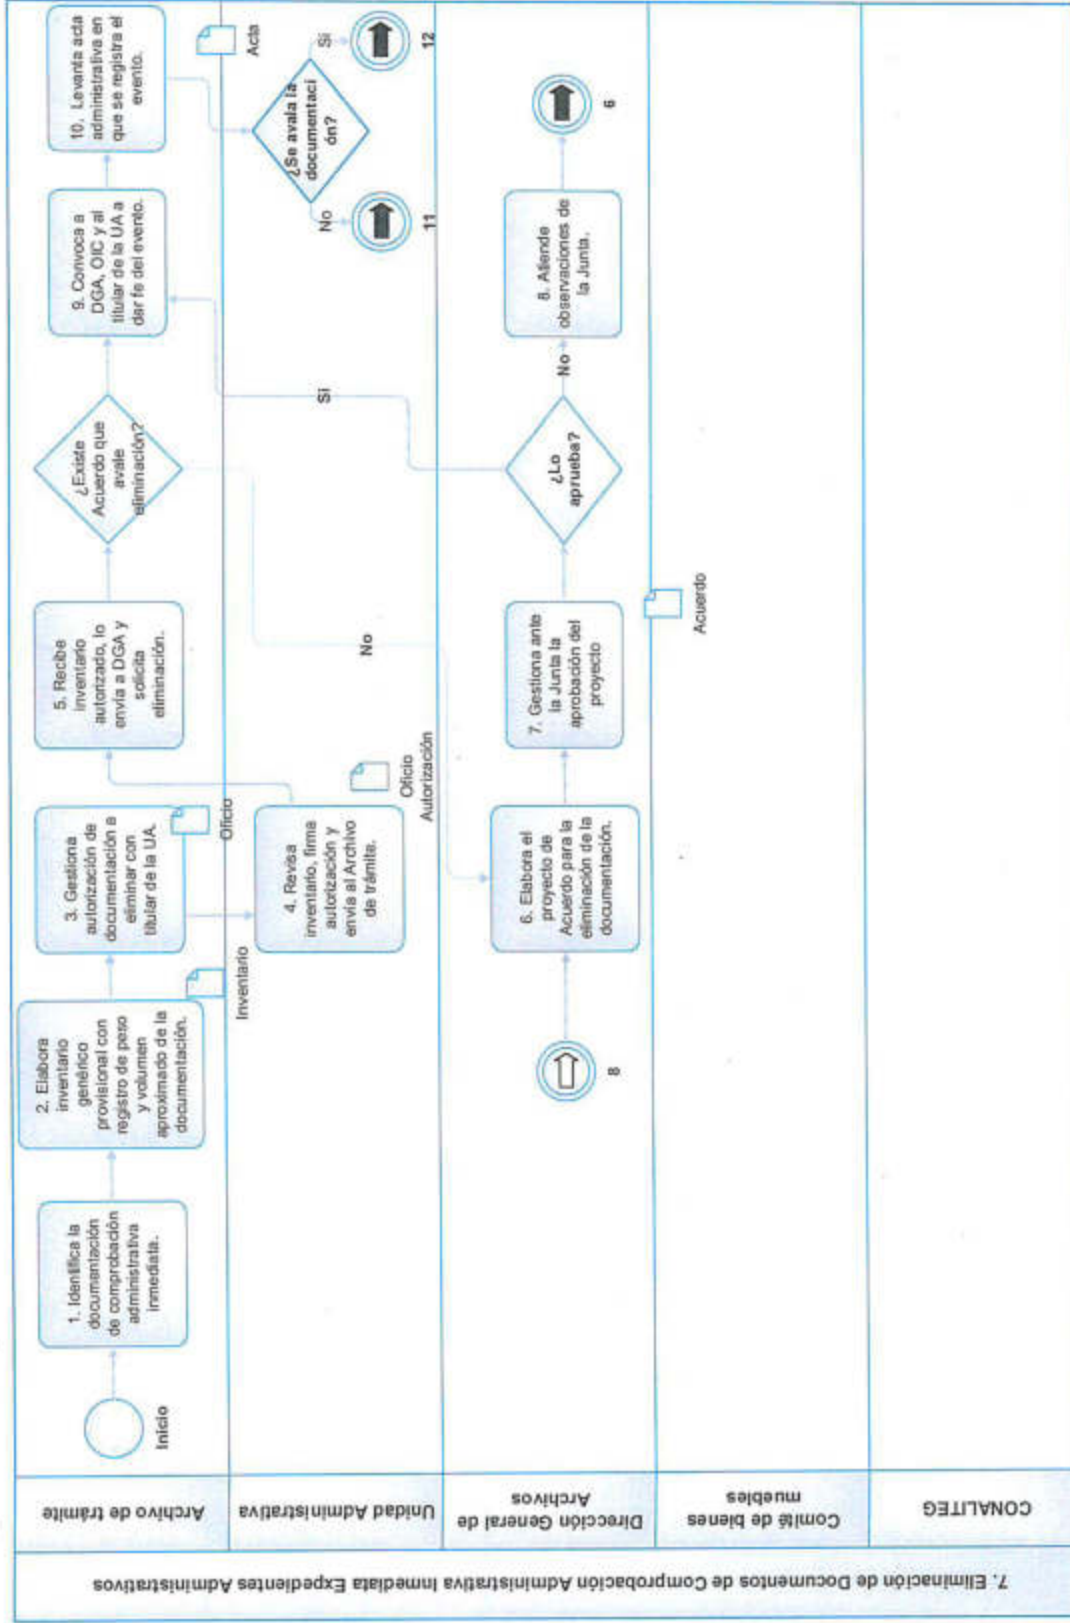 7. Eliminación de Documentos de Comprobación Administrativa Inmediata Expedientes Administrativos
Archivo de trámite
Inicio
1. Identifica la
documentación
de comprobación
administrativa
inmediata.
2. Elabora
inventario
genérico
provisional con
registro de peso
y volumen
aproximado de la
documentación.
Inventario
3. Gestiona
autorización de
documentación a
eliminar con
titular de la UA.
Oficio
5. Recibe
inventario
autorizado, lo
envía a DGA y
solicita
eliminación.
¿Existe
Acuerdo que
avale
eliminación?
No
9. Convoca a
DGA, OIC y al
titular de la UA a
dar fe del evento.
10. Levanta acta
administrativa en
que se registra el
evento.
Acta
Unidad Administrativa
4. Revisa
inventario, firma
autorización y
envía al Archivo
de trámite.
Oficio
Autorización
Si
¿Se avala la
documentaci
ón?
No
11
Si
12
Dirección General de
Archivos
8
6. Elabora el
proyecto de
Acuerdo para la
eliminación de la
documentación.
7. Gestiona ante
la Junta la
aprobación del
proyecto
Acuerdo
¿Lo
aprueba?
No
8. Atiende
observaciones de
la Junta.
6
Comité de bienes
muebles
CONALITEG